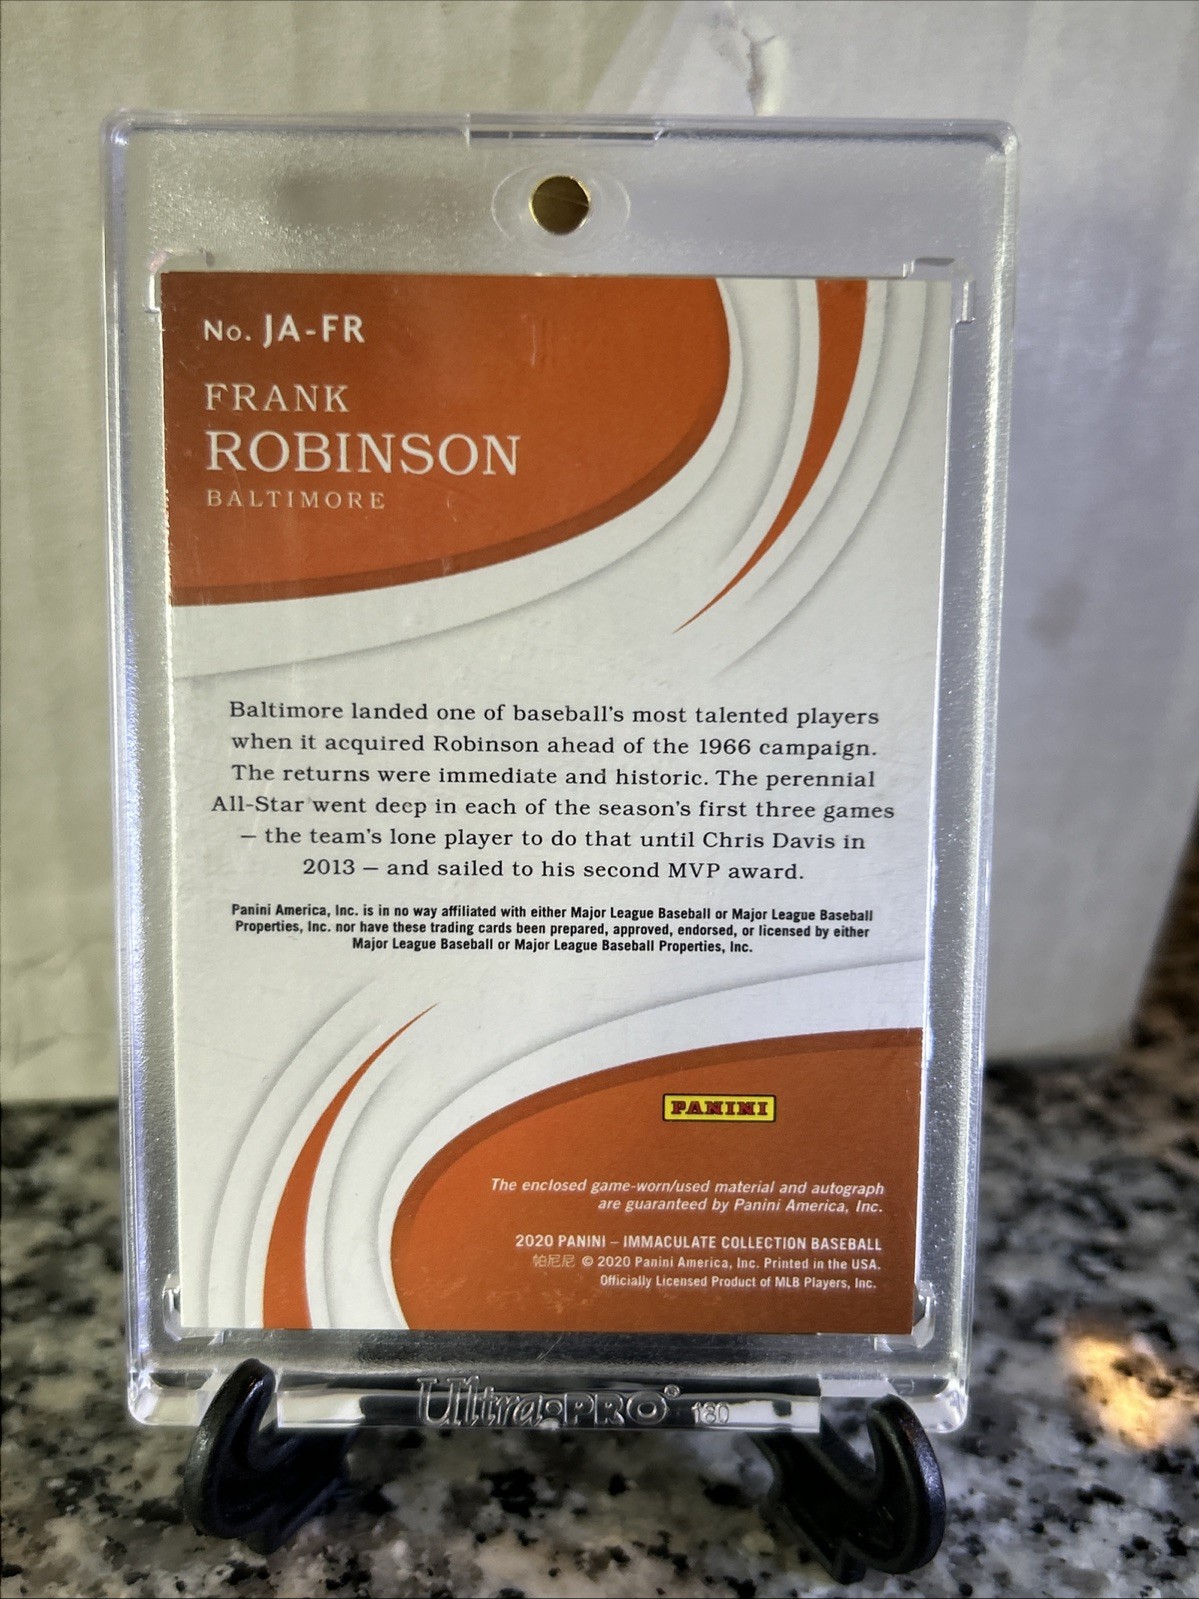 No. JA-FR
FRANK
ROBINSON
BALTIMORE
Baltimore landed one of baseball's most talented players
when it acquired Robinson ahead of the 1966 campaign.
The returns were immediate and historic. The perennial
All-Star went deep in each of the season's first three games
— the team's lone player to do that until Chris Davis in
2013 — and sailed to his second MVP award.
Panini America, Inc. is in no way affiliated with either Major League Baseball or Major League Baseball
Properties, Inc. nor have these trading cards been prepared, approved, endorsed, or licensed by either
Major League Baseball or Major League Baseball Properties, Inc.
PANINI
The enclosed game-worn/used material and autograph
are guaranteed by Panini America, Inc.
2020 PANINI – IMMACULATE COLLECTION BASEBALL
帕尼尼 © 2020 Panini America, Inc. Printed in the USA.
Officially Licensed Product of MLB Players, Inc.
Ultra·PRO® 180